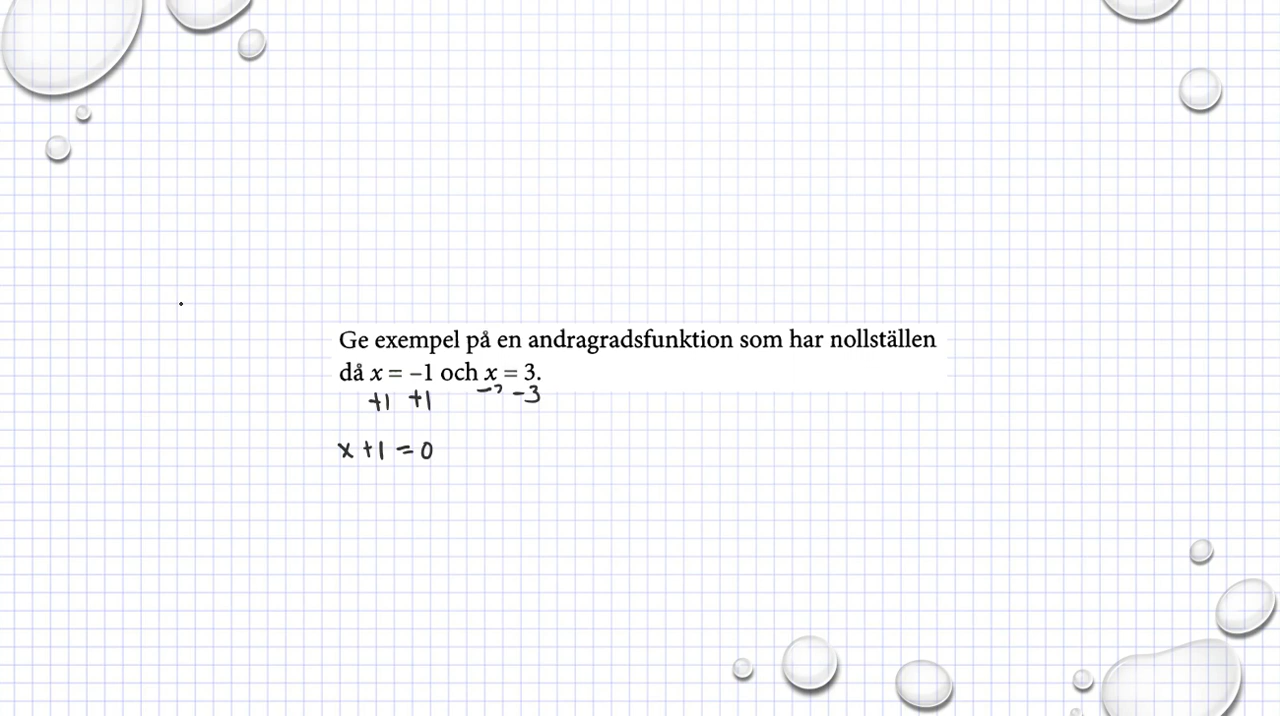 Ge exempel på en andragradsfunktion som har nollställen
då x = −1 och x = 3.
+1 +1 −3
x +1 = 0